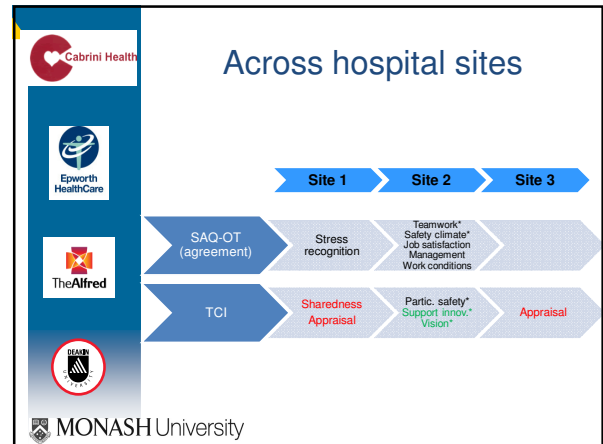 Cabrini Health
Across hospital sites
Epworth
HealthCare
Site 1
Site 2
Site 3
SAQ-OT
(agreement)
Stress
recognition
Teamwork*
Safety climate*
Job satisfaction
Management
Work conditions
TheAlfred
TCI
Sharedness
Appraisal
Partic. safety*
Support innov.*
Vision*
Appraisal
DEAKIN
UNIVERSITY
MONASH University